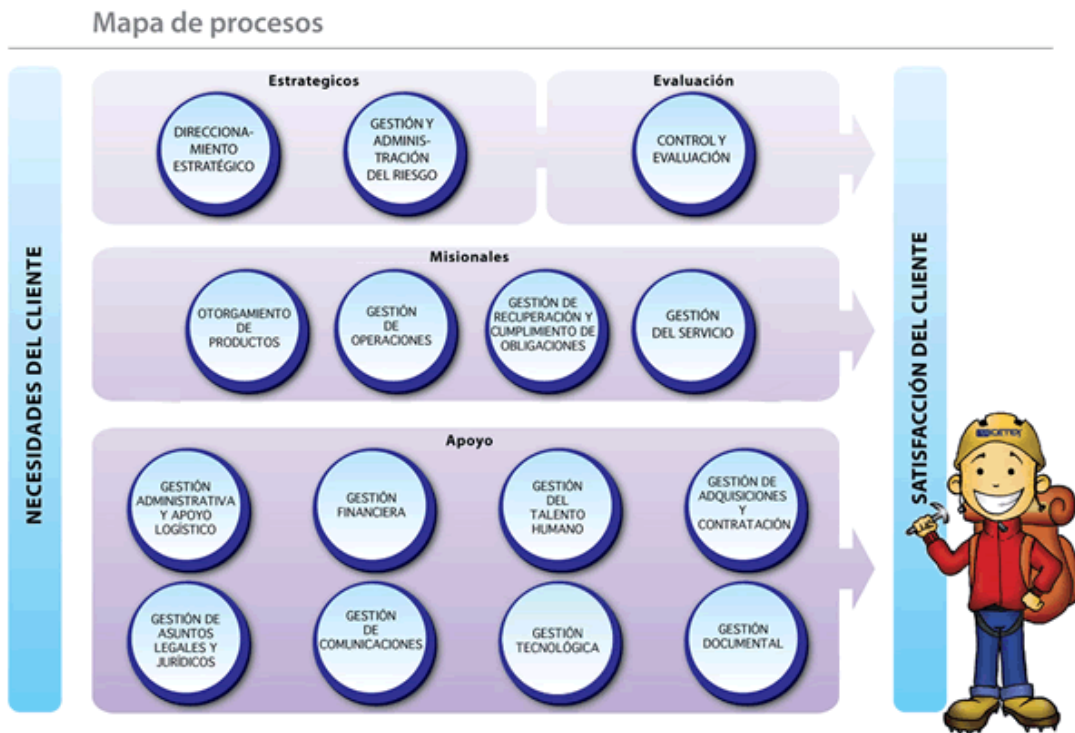 Mapa de procesos
NECESIDADES DEL CLIENTE
Estrategicos
DIRECCIONA-
MIENTO
ESTRATÉGICO
GESTIÓN Y
ADMINIS-
TRACIÓN
DEL RIESGO
Evaluación
CONTROL Y
EVALUACIÓN
Misionales
OTORGAMIENTO
DE
PRODUCTOS
GESTIÓN
DE
OPERACIONES
GESTIÓN DE
RECUPERACIÓN Y
CUMPLIMIENTO DE
OBLIGACIONES
GESTIÓN
DEL SERVICIO
Apoyo
GESTIÓN
ADMINISTRATIVA
Y APOYO
LOGÍSTICO
GESTIÓN
FINANCIERA
GESTIÓN
DEL
TALENTO
HUMANO
GESTIÓN DE
ADQUISICIONES
Y
CONTRATACIÓN
GESTIÓN DE
ASUNTOS
LEGALES Y
JURÍDICOS
GESTIÓN
DE
COMUNICACIONES
GESTIÓN
TECNOLÓGICA
GESTIÓN
DOCUMENTAL
SATISFACCIÓN DEL CLIENTE